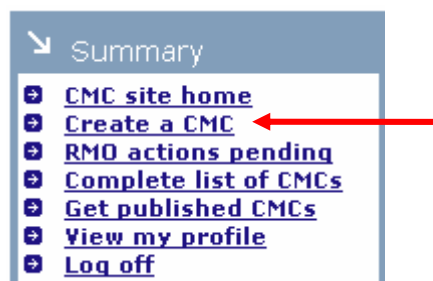 Summary
CMC site home
Create a CMC
RMO actions pending
Complete list of CMCs
Get published CMCs
View my profile
Log off